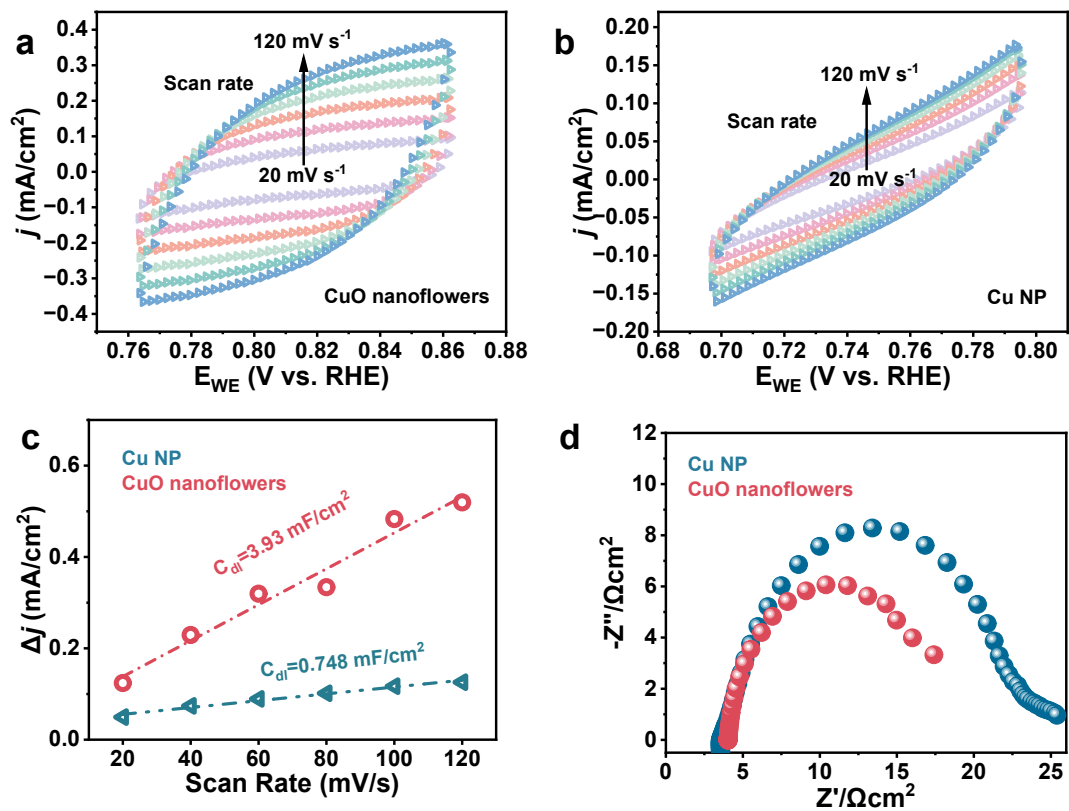 a
120 mV s⁻¹
Scan rate
20 mV s⁻¹
CuO nanoflowers
j (mA/cm²)
0.4
0.3
0.2
0.1
0.0
−0.1
−0.2
−0.3
−0.4
0.76 0.78 0.80 0.82 0.84 0.86 0.88
E_WE (V vs. RHE)
b
120 mV s⁻¹
Scan rate
20 mV s⁻¹
Cu NP
j (mA/cm²)
0.20
0.15
0.10
0.05
0.00
−0.05
−0.10
−0.15
−0.20
0.68 0.70 0.72 0.74 0.76 0.78 0.80
E_WE (V vs. RHE)
c
Cu NP
CuO nanoflowers
C_dl=3.93 mF/cm²
C_dl=0.748 mF/cm²
Δj (mA/cm²)
0.6
0.4
0.2
0.0
20 40 60 80 100 120
Scan Rate (mV/s)
d
Cu NP
CuO nanoflowers
-Z''/Ωcm²
12
10
8
6
4
2
0
0 5 10 15 20 25
Z'/Ωcm²